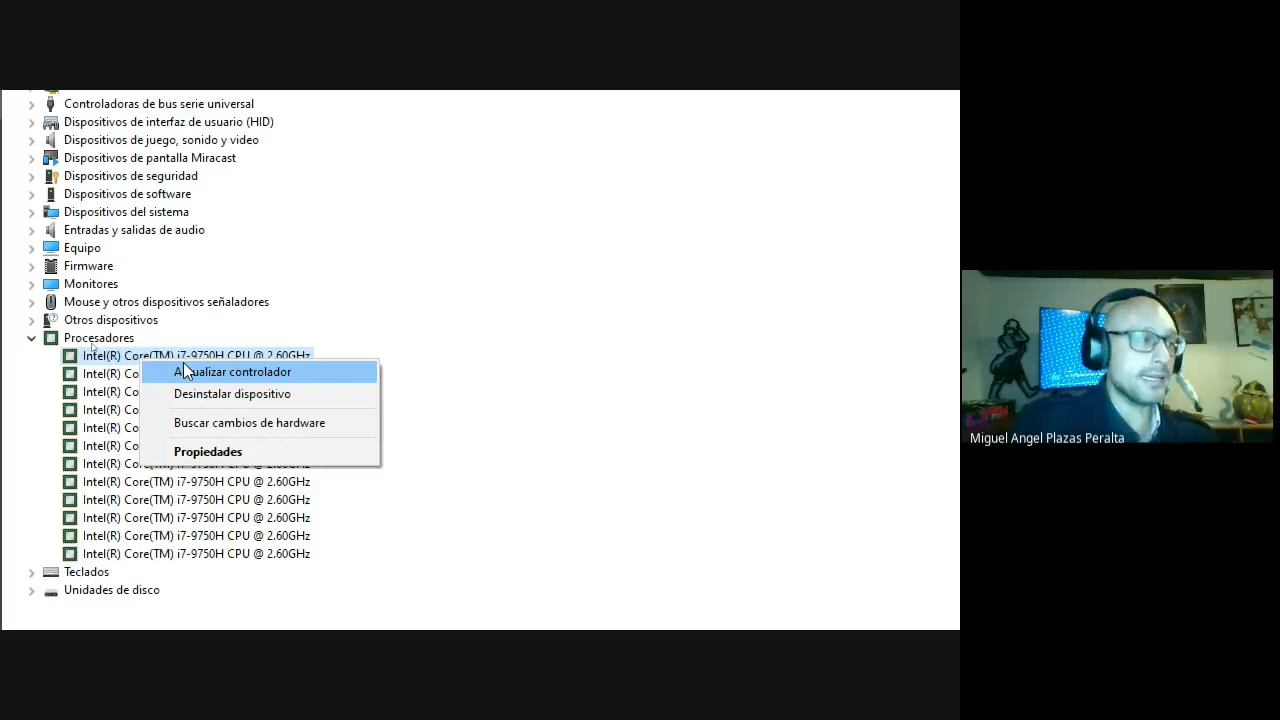 Controladoras de bus serie universal
Dispositivos de interfaz de usuario (HID)
Dispositivos de juego, sonido y video
Dispositivos de pantalla Miracast
Dispositivos de seguridad
Dispositivos de software
Dispositivos del sistema
Entradas y salidas de audio
Equipo
Firmware
Monitores
Mouse y otros dispositivos señaladores
Otros dispositivos
Procesadores
Intel(R) Core(TM) i7-9750H CPU @ 2.60GHz
Intel(R) Co
Actualizar controlador
Intel(R) Co
Desinstalar dispositivo
Intel(R) Co
Intel(R) Co
Buscar cambios de hardware
Intel(R) Co
Propiedades
Intel(R) Core(TM) i7-9750H CPU @ 2.60GHz
Intel(R) Core(TM) i7-9750H CPU @ 2.60GHz
Intel(R) Core(TM) i7-9750H CPU @ 2.60GHz
Intel(R) Core(TM) i7-9750H CPU @ 2.60GHz
Intel(R) Core(TM) i7-9750H CPU @ 2.60GHz
Intel(R) Core(TM) i7-9750H CPU @ 2.60GHz
Teclados
Unidades de disco
Miguel Angel Plazas Peralta